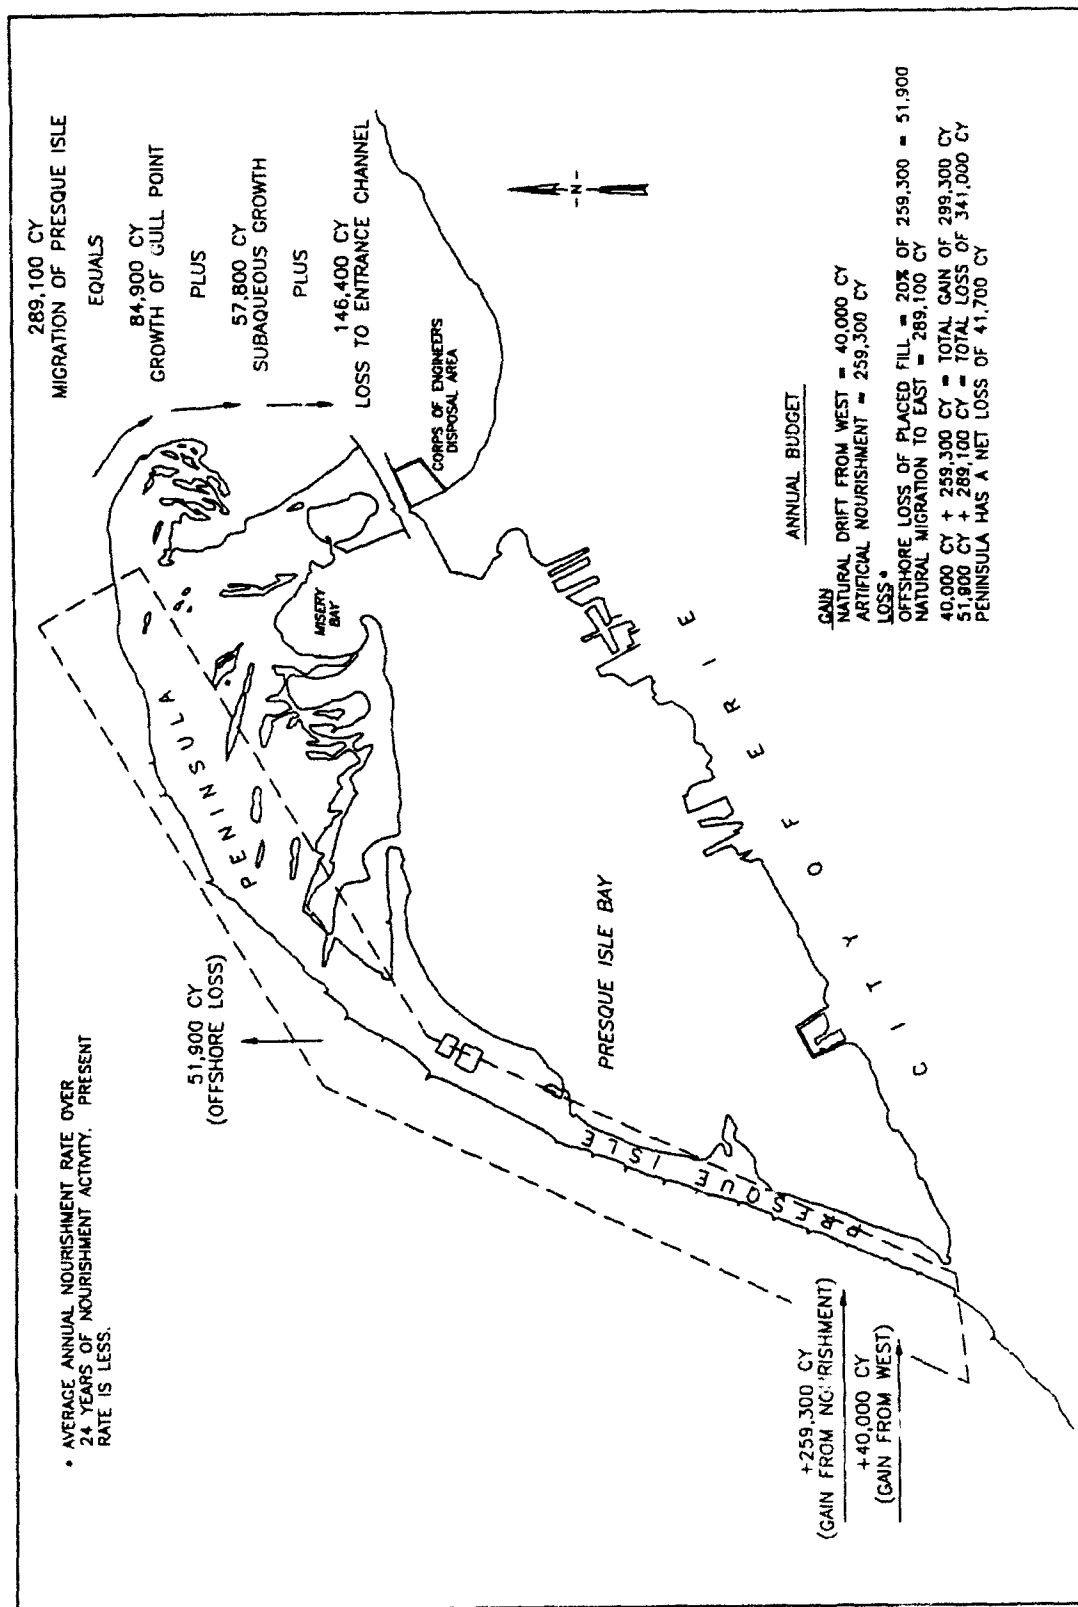 • AVERAGE ANNUAL NOURISHMENT RATE OVER
24 YEARS OF NOURISHMENT ACTIVITY. PRESENT
RATE IS LESS.
51,900 CY
(OFFSHORE LOSS)
289,100 CY
MIGRATION OF PRESQUE ISLE
EQUALS
84,900 CY
GROWTH OF GULL POINT
PLUS
57,800 CY
SUBAQUEOUS GROWTH
PLUS
146,400 CY
LOSS TO ENTRANCE CHANNEL
PENINSULA
MISERY
BAY
CORPS OF ENGINEERS
DISPOSAL AREA
-N-
PRESQUE ISLE
PRESQUE ISLE BAY
CITY OF ERIE
+259,300 CY
(GAIN FROM NOURISHMENT)
+40,000 CY
(GAIN FROM WEST)
ANNUAL BUDGET
GAIN
NATURAL DRIFT FROM WEST = 40,000 CY
ARTIFICIAL NOURISHMENT = 259,300 CY
LOSS •
OFFSHORE LOSS OF PLACED FILL = 20% OF 259,300 = 51,900
NATURAL MIGRATION TO EAST = 289,100 CY
40,000 CY + 259,300 CY = TOTAL GAIN OF 299,300 CY
51,900 CY + 289,100 CY = TOTAL LOSS OF 341,000 CY
PENINSULA HAS A NET LOSS OF 41,700 CY